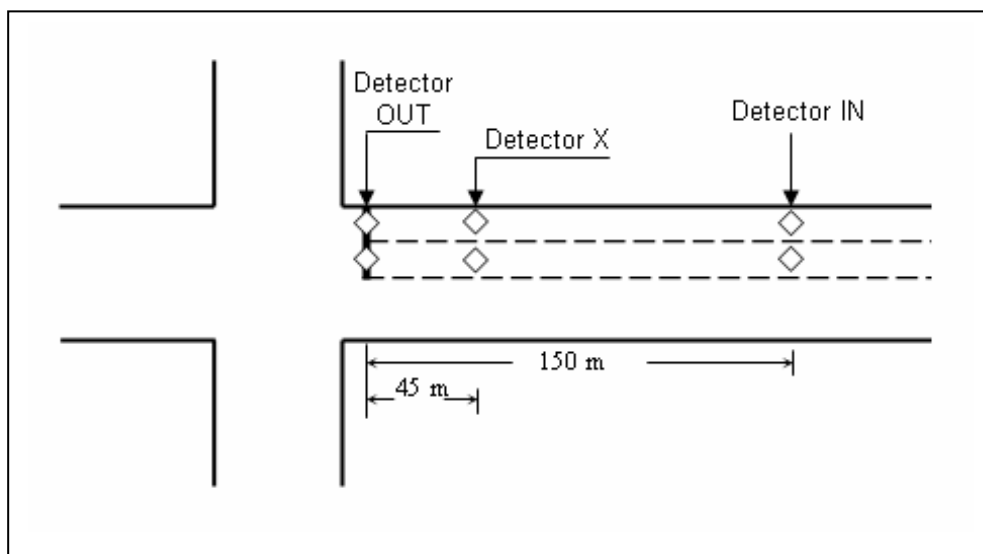 Detector
OUT
Detector X
Detector IN
150 m
45 m